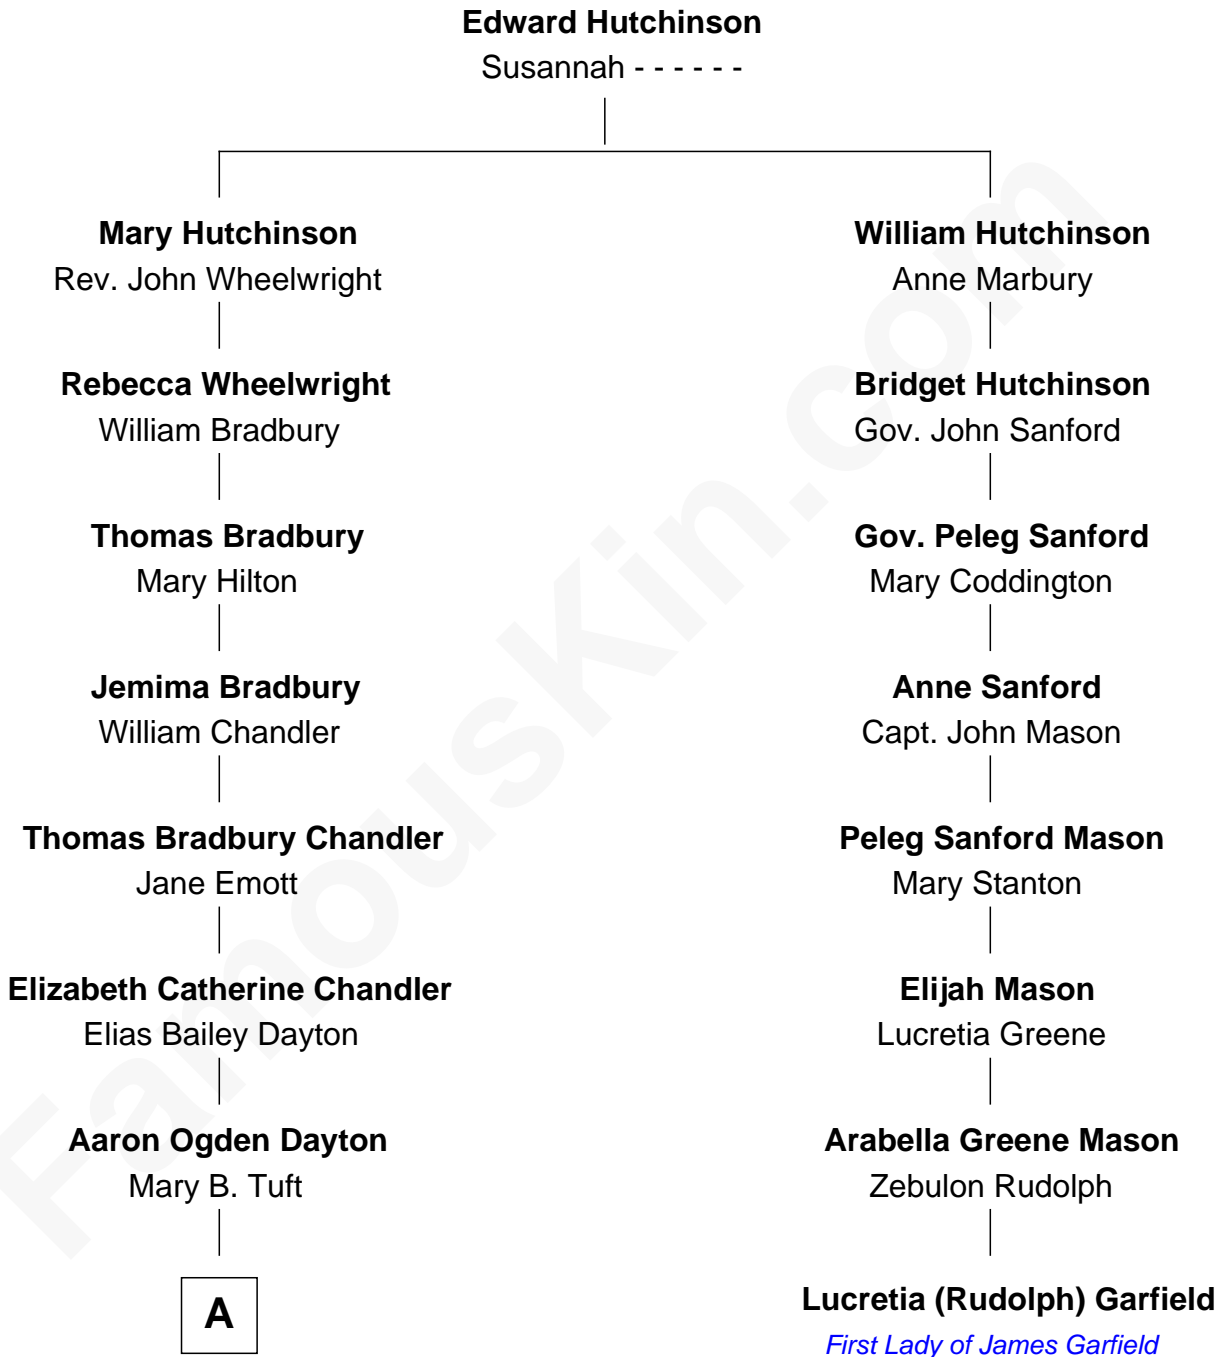 Edward Hutchinson
Susannah - - - - - -
Mary Hutchinson
Rev. John Wheelwright
William Hutchinson
Anne Marbury
Rebecca Wheelwright
William Bradbury
Bridget Hutchinson
Gov. John Sanford
Thomas Bradbury
Mary Hilton
Gov. Peleg Sanford
Mary Coddington
Jemima Bradbury
William Chandler
Anne Sanford
Capt. John Mason
Thomas Bradbury Chandler
Jane Emott
Peleg Sanford Mason
Mary Stanton
Elizabeth Catherine Chandler
Elias Bailey Dayton
Elijah Mason
Lucretia Greene
Aaron Ogden Dayton
Mary B. Tuft
Arabella Greene Mason
Zebulon Rudolph
A
Lucretia (Rudolph) Garfield
First Lady of James Garfield
FamousKin.com